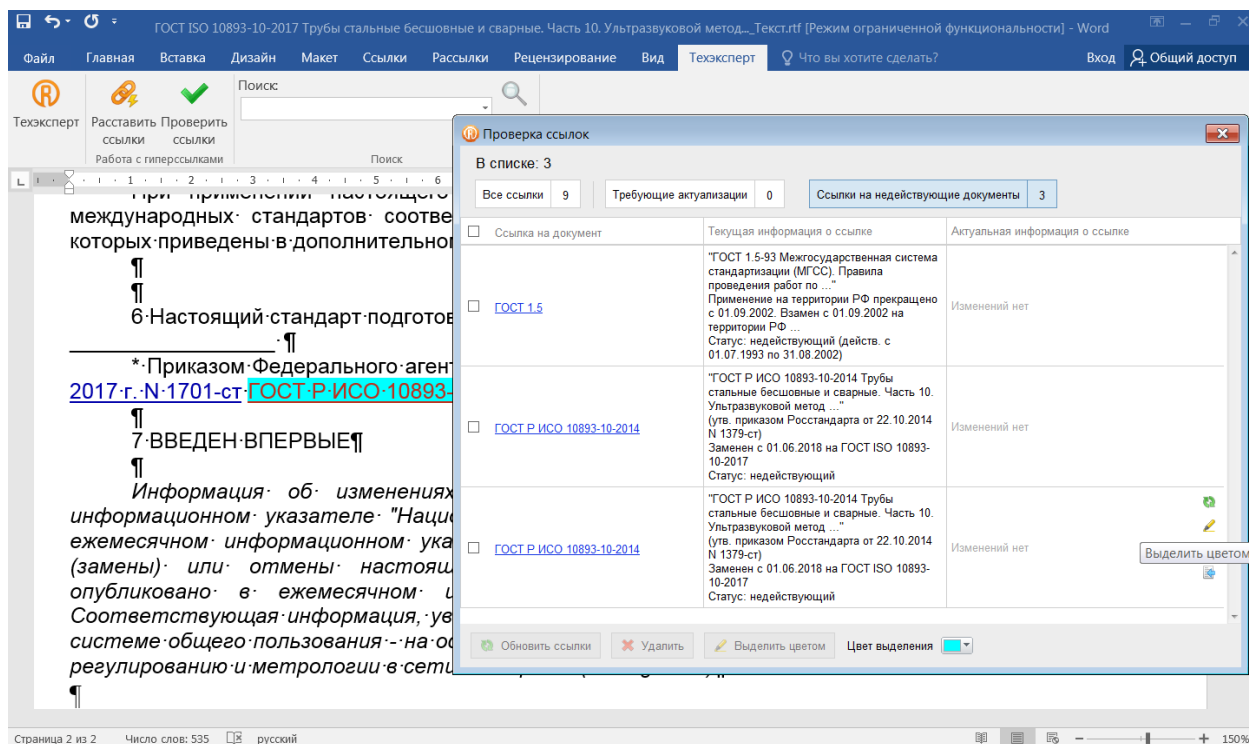 ГОСТ ISO 10893-10-2017 Трубы стальные бесшовные и сварные. Часть 10. Ультразвуковой метод..._Текст.rtf [Режим ограниченной функциональности] - Word
Файл Главная Вставка Дизайн Макет Ссылки Рассылки Рецензирование Вид Техэксперт Что вы хотите сделать? Вход Общий доступ
Техэксперт
Расставить ссылки
Проверить ссылки
Работа с гиперссылками
Поиск:
Поиск
1 2 3 4 5 6
При применении настоящего
международных стандартов соотве
которых приведены в дополнительно
¶
¶
6 Настоящий стандарт подготов
¶
* Приказом Федерального агент
2017 г. N 1701-ст ГОСТ Р ИСО 10893-
¶
7 ВВЕДЕН ВПЕРВЫЕ¶
¶
Информация об изменениях
информационном указателе "Наци
ежемесячном информационном ука
(замены) или отмены настоящ
опубликовано в ежемесячном
Соответствующая информация, ув
системе общего пользования - на о
регулированию и метрологии в сети
¶
Проверка ссылок
В списке: 3
Все ссылки 9 Требующие актуализации 0 Ссылки на недействующие документы 3
Ссылка на документ Текущая информация о ссылке Актуальная информация о ссылке
ГОСТ 1.5
"ГОСТ 1.5-93 Межгосударственная система
стандартизации (МГСС). Правила
проведения работ по ..."
Применение на территории РФ прекращено
с 01.09.2002. Взамен с 01.09.2002 на
территории РФ ...
Статус: недействующий (действ. с
01.07.1993 по 31.08.2002)
Изменений нет
ГОСТ Р ИСО 10893-10-2014
"ГОСТ Р ИСО 10893-10-2014 Трубы
стальные бесшовные и сварные. Часть 10.
Ультразвуковой метод ..."
(утв. приказом Росстандарта от 22.10.2014
N 1379-ст)
Заменен с 01.06.2018 на ГОСТ ISO 10893-
10-2017
Статус: недействующий
Изменений нет
ГОСТ Р ИСО 10893-10-2014
"ГОСТ Р ИСО 10893-10-2014 Трубы
стальные бесшовные и сварные. Часть 10.
Ультразвуковой метод ..."
(утв. приказом Росстандарта от 22.10.2014
N 1379-ст)
Заменен с 01.06.2018 на ГОСТ ISO 10893-
10-2017
Статус: недействующий
Изменений нет
Выделить цветом
Обновить ссылки Удалить Выделить цветом Цвет выделения
Страница 2 из 2 Число слов: 535 русский 150%